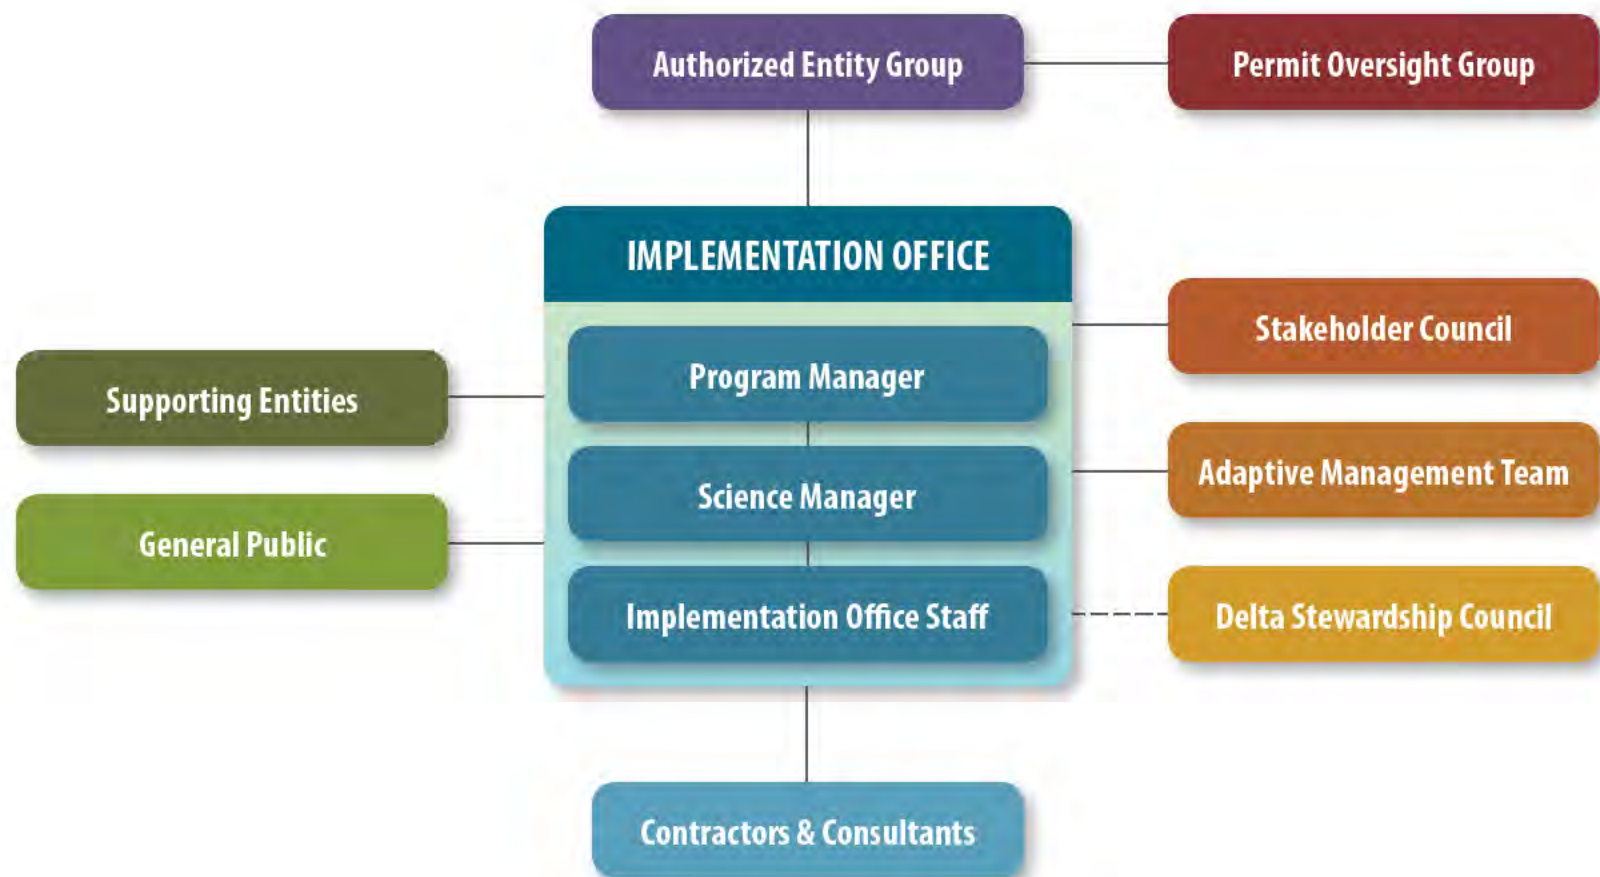 Authorized Entity Group
Permit Oversight Group
IMPLEMENTATION OFFICE
Program Manager
Science Manager
Implementation Office Staff
Supporting Entities
General Public
Stakeholder Council
Adaptive Management Team
Delta Stewardship Council
Contractors & Consultants